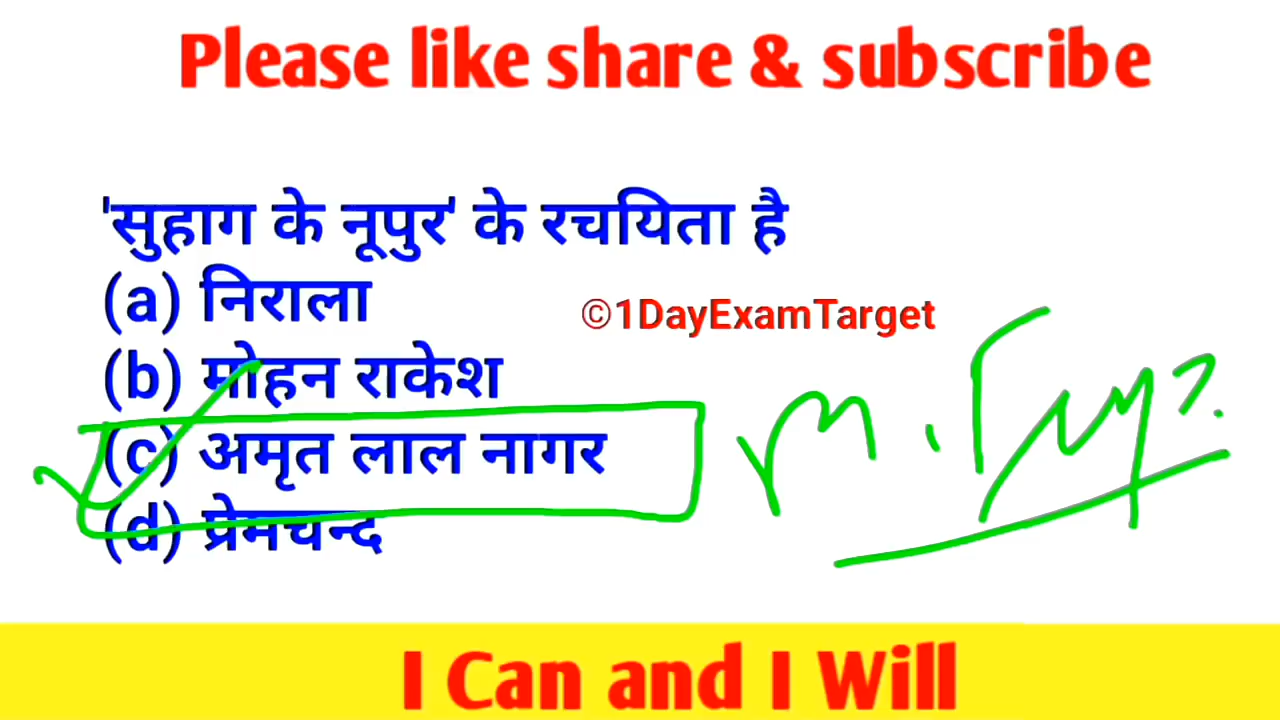 Please like share & subscribe
'सुहाग के नूपुर' के रचयिता है
(a) निराला
©1DayExamTarget
(b) मोहन राकेश
(c) अमृत लाल नागर
(d) प्रेमचन्द
I Can and I Will